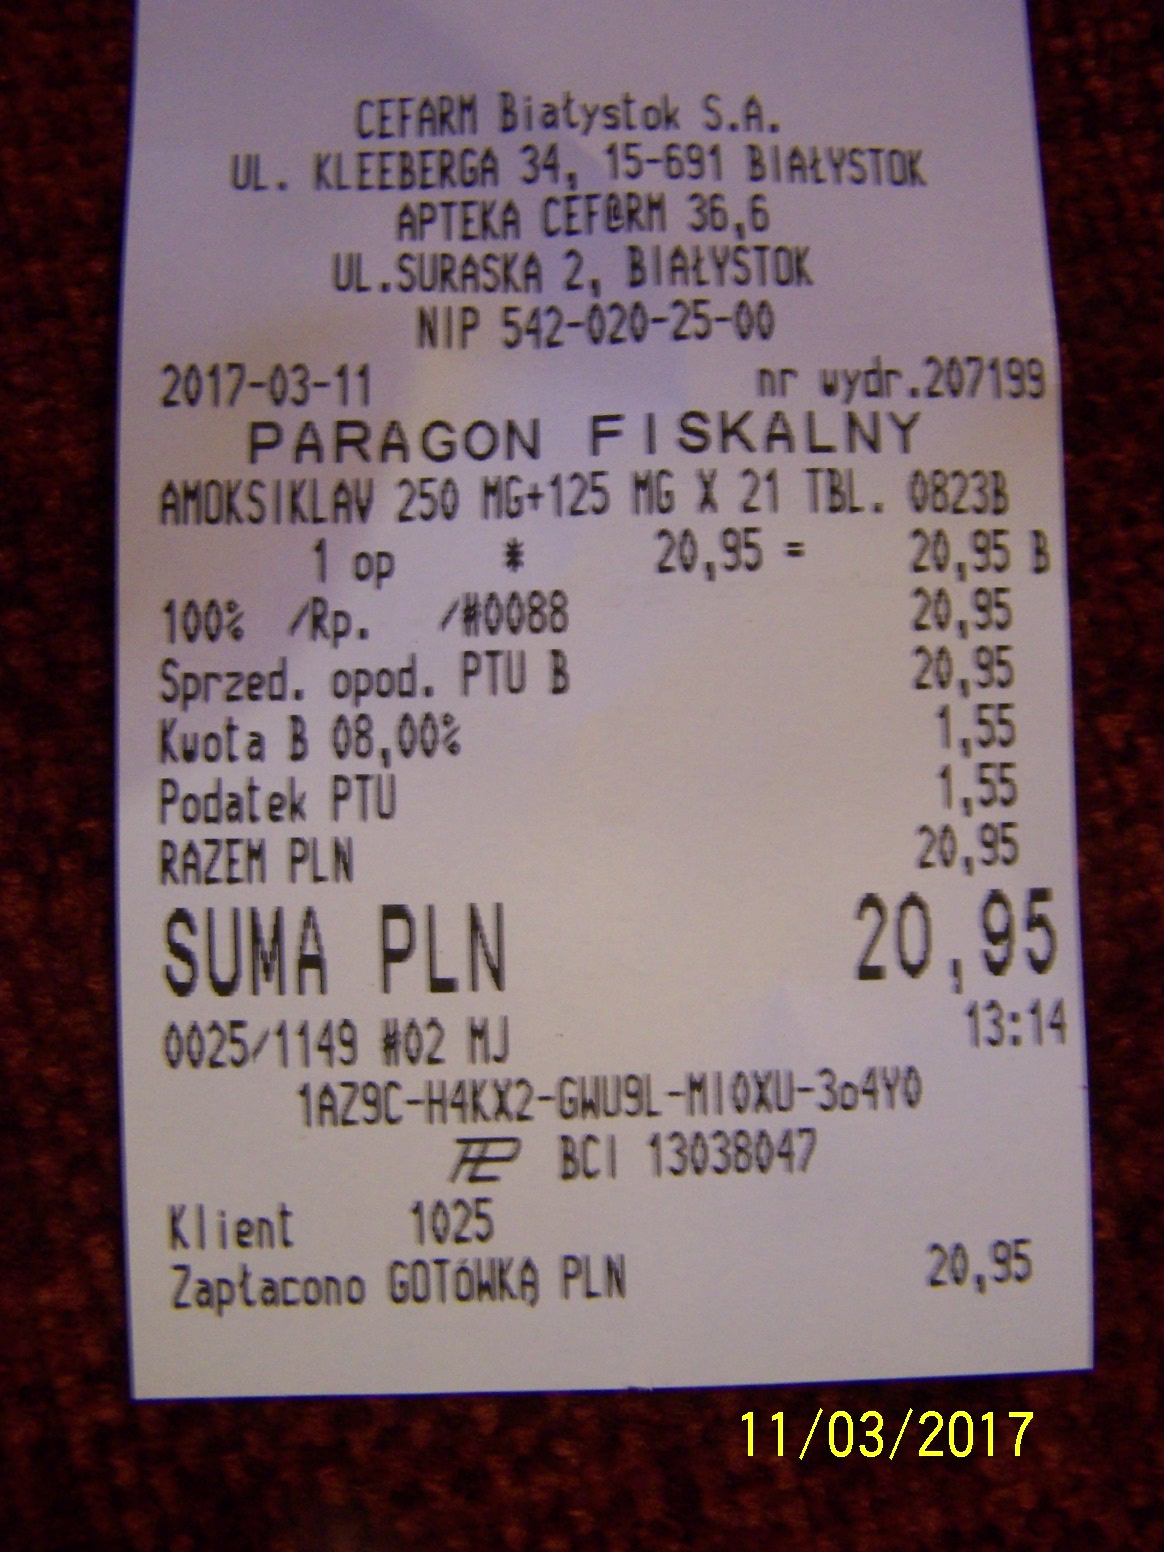 CEFARM Białystok S.A.
UL. KLEEBERGA 34, 15-691 BIAŁYSTOK
APTEKA CEF@RM 36,6
UL.SURASKA 2, BIAŁYSTOK
NIP 542-020-25-00
2017-03-11 nr wydr.207199
PARAGON FISKALNY
AMOKSIKLAV 250 MG+125 MG X 21 TBL. 0823B
1 op * 20,95 = 20,95 B
100% /Rp. /#0088 20,95
Sprzed. opod. PTU B 20,95
Kwota B 08,00% 1,55
Podatek PTU 1,55
RAZEM PLN 20,95
SUMA PLN 20,95
0025/1149 #02 MJ 13:14
1AZ9C-H4KX2-GWU9L-MI0XU-3o4Y0
BCI 13038047
Klient 1025
Zapłacono GOTÓWKĄ PLN 20,95
11/03/2017